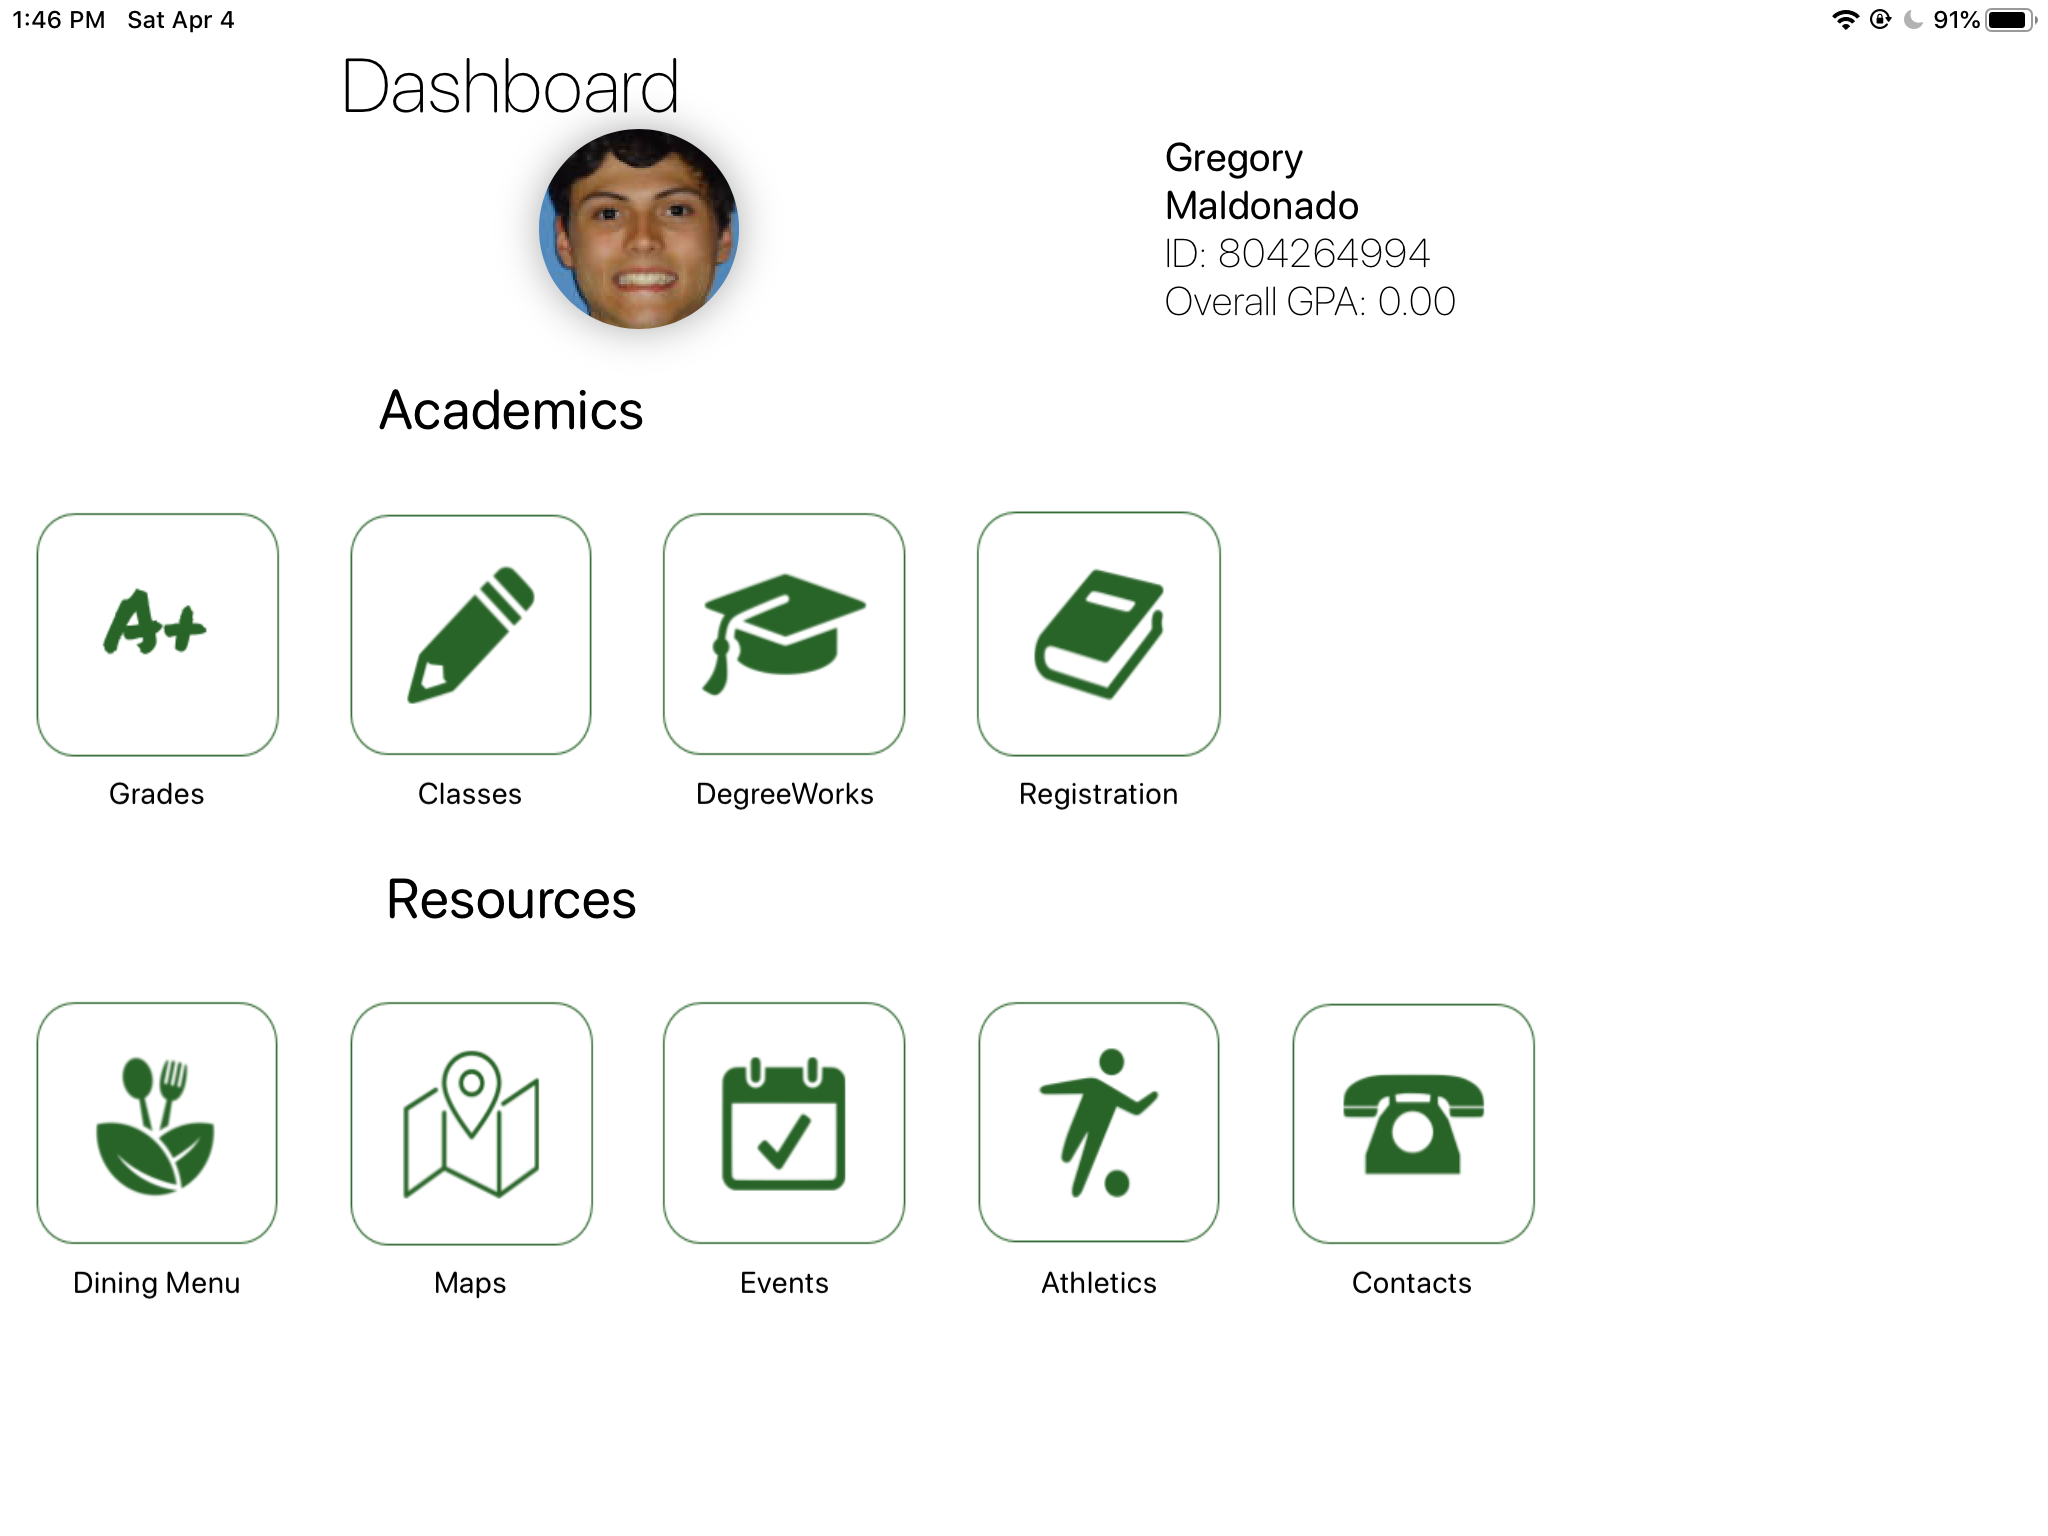 1:46 PM Sat Apr 4
91%
Dashboard
Gregory
Maldonado
ID: 804264994
Overall GPA: 0.00
Academics
A+
Grades
Classes
DegreeWorks
Registration
Resources
Dining Menu
Maps
Events
Athletics
Contacts